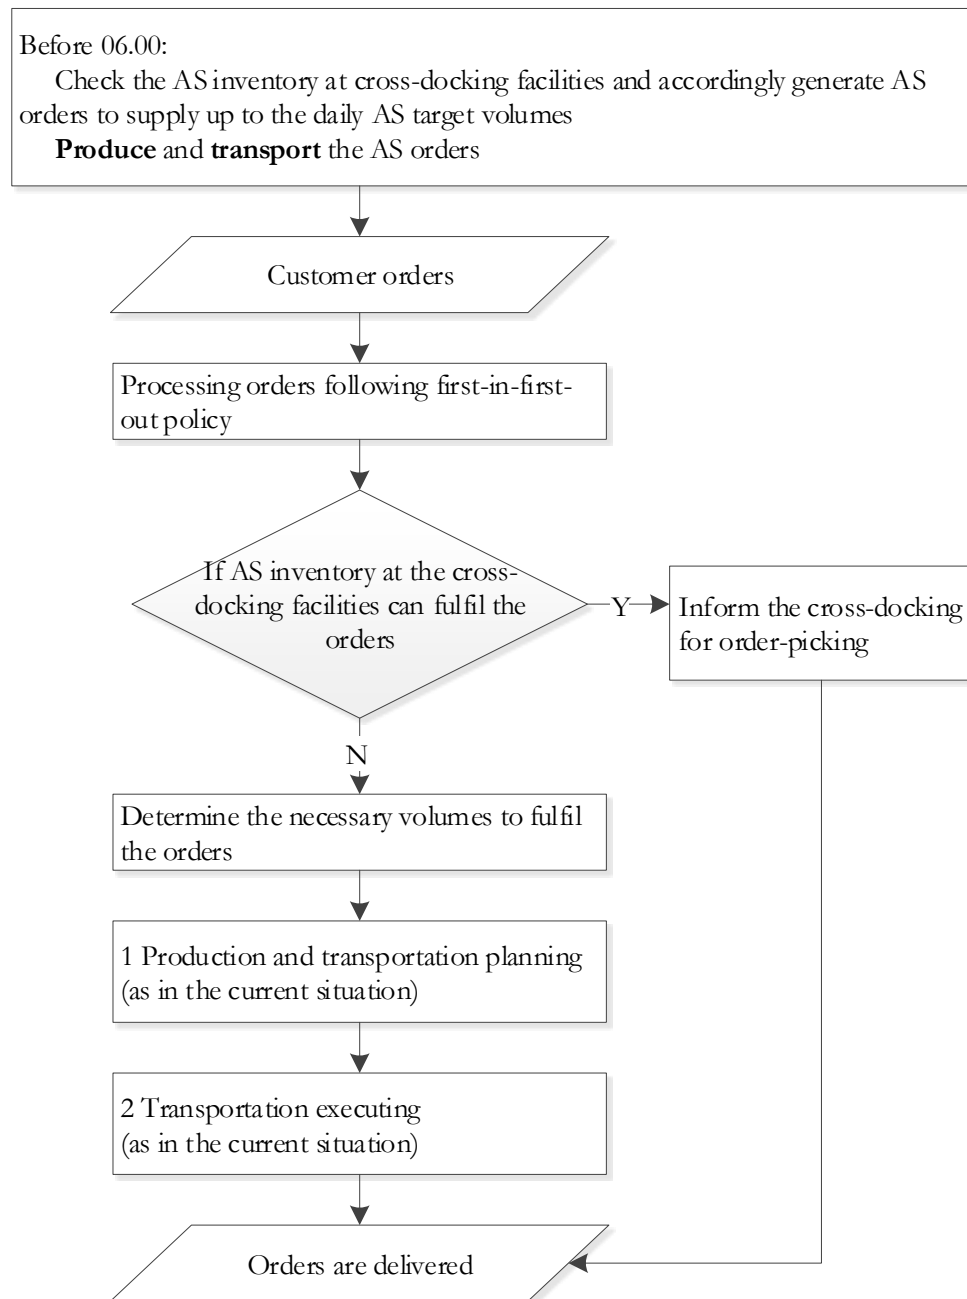 Before 06.00:
Check the AS inventory at cross-docking facilities and accordingly generate AS
orders to supply up to the daily AS target volumes
Produce and transport the AS orders
Customer orders
Processing orders following first-in-first-
out policy
If AS inventory at the cross-
docking facilities can fulfil the
orders
Y
Inform the cross-docking
for order-picking
N
Determine the necessary volumes to fulfil
the orders
1 Production and transportation planning
(as in the current situation)
2 Transportation executing
(as in the current situation)
Orders are delivered